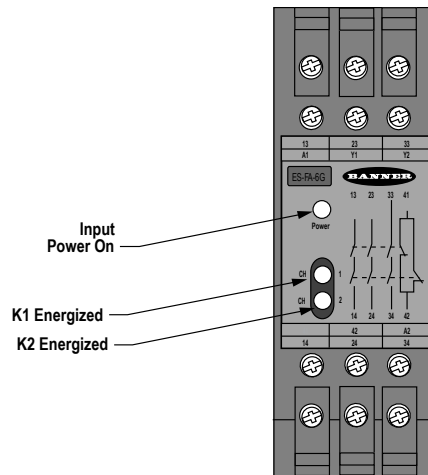 13 23 33
A1 Y1 Y2
ES-FA-6G BANNER
13 23 33 41
Input
Power On
Power
CH 1
K1 Energized
CH 2
K2 Energized
14 24 34 42
42 A2
14 24 34